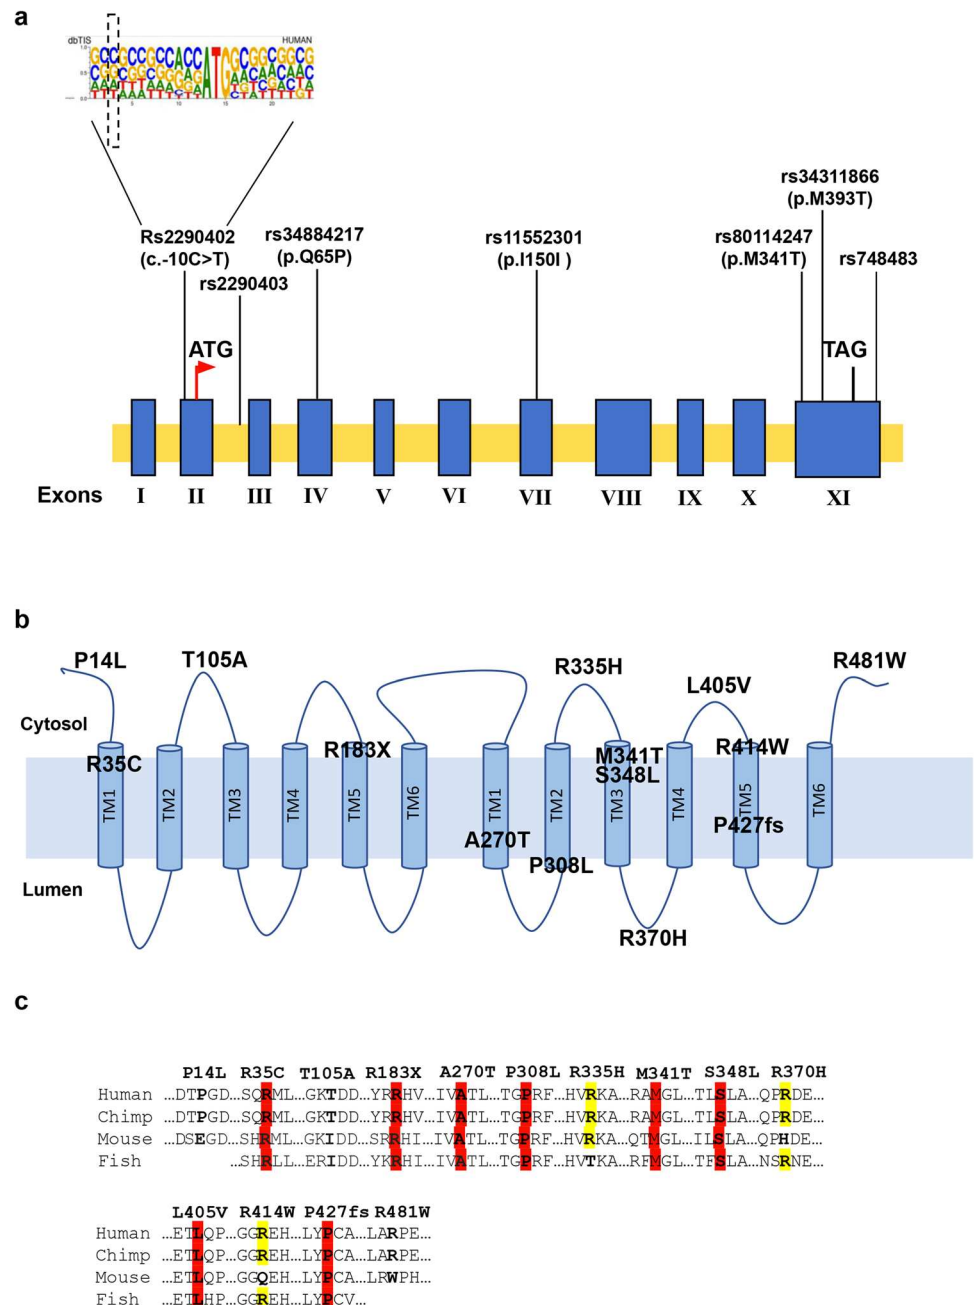 a
dbTIS
HUMAN
rs34311866
(p.M393T)
Rs2290402
(c.-10C>T)
rs34884217
(p.Q65P)
rs11552301
(p.I150I )
rs80114247
(p.M341T)
rs748483
rs2290403
ATG
TAG
Exons I II III IV V VI VII VIII IX X XI
b
P14L T105A R335H L405V R481W
Cytosol
R35C R183X M341T R414W
S348L
TM1 TM2 TM3 TM4 TM5 TM6 TM1 TM2 TM3 TM4 TM5 TM6
P427fs
A270T
P308L
Lumen
R370H
c
P14L R35C T105A R183X A270T P308L R335H M341T S348L R370H
Human …DTPGD…SQRML…GKTDD…YRRHV…IVATL…TGPRF…HVRKA…RAMGL…TLSLA…QPRDE…
Chimp …DTPGD…SQRML…GKTDD…YRRHV…IVATL…TGPRF…HVRKA…RAMGL…TLSLA…QPRDE…
Mouse …DSEGD…SHRML…GKIDD…SRRHI…IVATL…TGPRF…HVRKA…QTMGL…ILSLA…QPHDE…
Fish …SHRLL…ERIDD…YKRHI…IVATL…TGPRF…HVTKA…RFMGL…TFSLA…NSRNE…
L405V R414W P427fs R481W
Human …ETLQP…GGREH…LYPCA…LARPE…
Chimp …ETLQP…GGREH…LYPCA…LARPE…
Mouse …ETLQP…GGQEH…LYPCA…LRWPH…
Fish …ETLHP…GGREH…LYPCV…